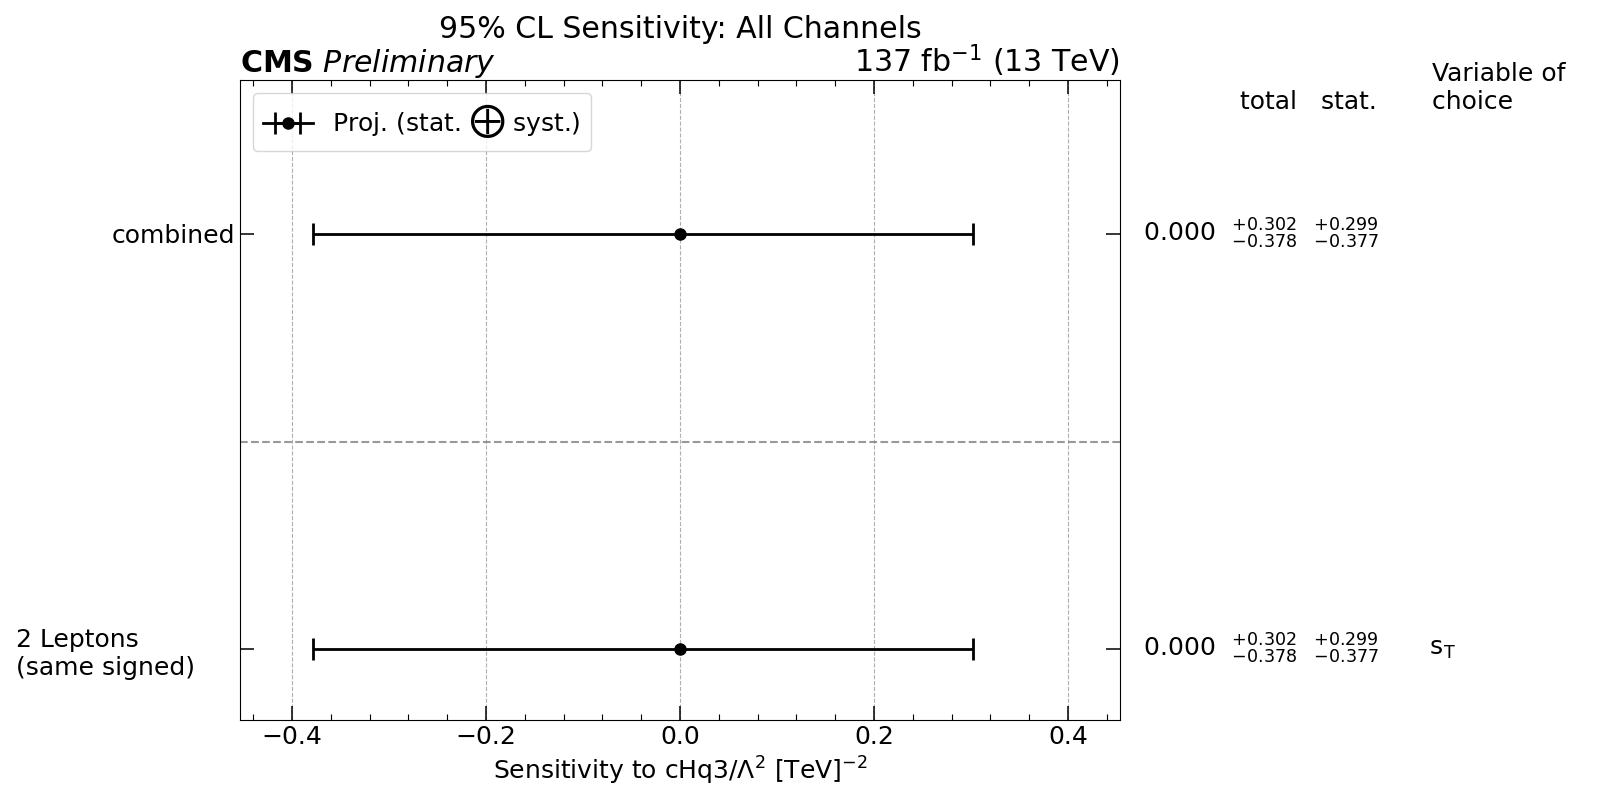 95% CL Sensitivity: All Channels
CMS Preliminary 137 fb⁻¹ (13 TeV)
Variable of
choice
total stat.
Proj. (stat. ⊕ syst.)
combined 0.000 +0.302 −0.378 +0.299 −0.377
2 Leptons
(same signed) 0.000 +0.302 −0.378 +0.299 −0.377 s_T
−0.4 −0.2 0.0 0.2 0.4
Sensitivity to cHq3/Λ² [TeV]⁻²